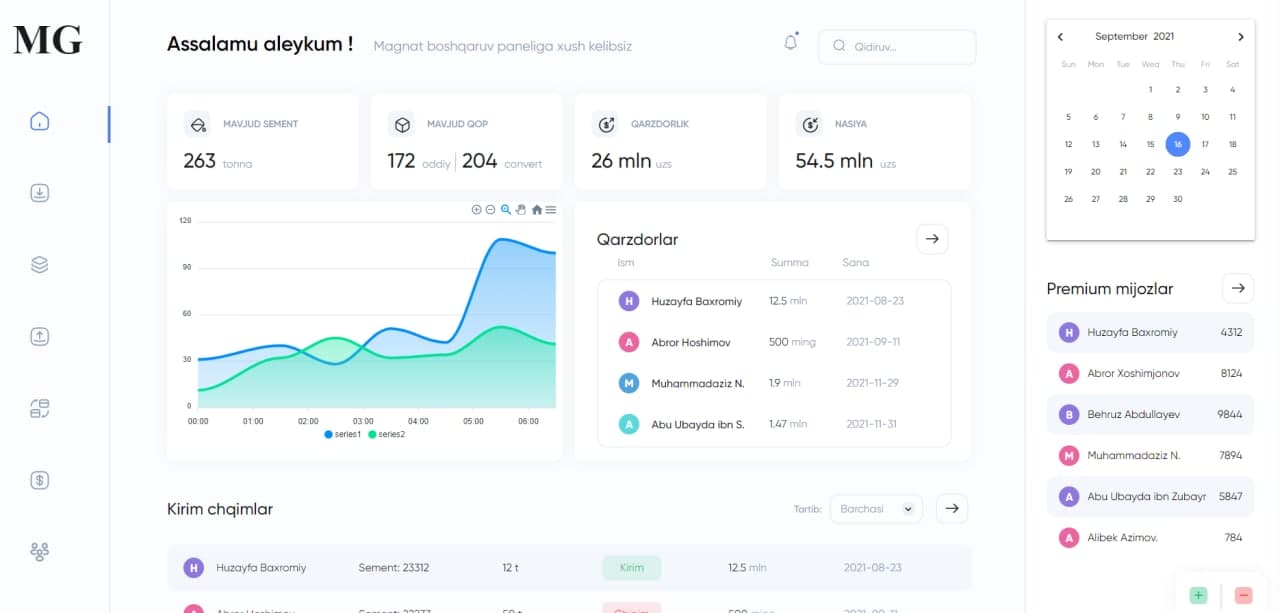 MG
Assalamu aleykum ! Magnat boshqaruv paneliga xush kelibsiz
Qidiruv...
MAVJUD SEMENT
263 tonna
MAVJUD QOP
172 oddiy 204 convert
QARZDORLIK
26 mln uzs
NASIYA
54.5 mln uzs
120
90
60
30
0
00:00 01:00 02:00 03:00 04:00 05:00 06:00
series1 series2
Qarzdorlar
Ism Summa Sana
H Huzayfa Baxromiy 12.5 mln 2021-08-23
A Abror Hoshimov 500 ming 2021-09-11
M Muhammadaziz N. 1.9 mln 2021-11-29
A Abu Ubayda ibn S. 1.47 mln 2021-11-31
Kirim chqimlar
Tartib: Barchasi
H Huzayfa Baxromiy Sement: 23312 12 t Kirim 12.5 mln 2021-08-23
September 2021
Sun Mon Tue Wed Thu Fri Sat
1 2 3 4
5 6 7 8 9 10 11
12 13 14 15 16 17 18
19 20 21 22 23 24 25
26 27 28 29 30
Premium mijozlar
H Huzayfa Baxromiy 4312
A Abror Xoshimjonov 8124
B Behruz Abdullayev 9844
M Muhammadaziz N. 7894
A Abu Ubayda ibn Zubayr 5847
A Alibek Azimov. 784